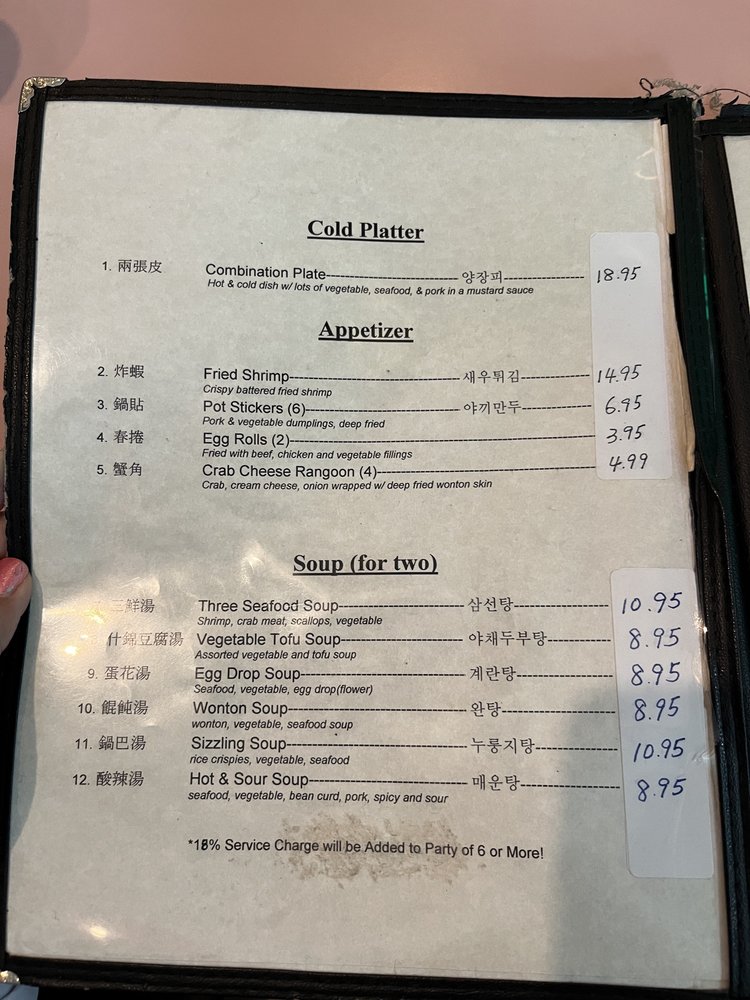 Cold Platter
1. 兩張皮 Combination Plate 양장피 18.95
Hot & cold dish w/ lots of vegetable, seafood, & pork in a mustard sauce
Appetizer
2. 炸蝦 Fried Shrimp 새우튀김 14.95
Crispy battered fried shrimp
3. 鍋貼 Pot Stickers (6) 야끼만두 6.95
Pork & vegetable dumplings, deep fried
4. 春捲 Egg Rolls (2) 3.95
Fried with beef, chicken and vegetable fillings
5. 蟹角 Crab Cheese Rangoon (4) 4.99
Crab, cream cheese, onion wrapped w/ deep fried wonton skin
Soup (for two)
三鮮湯 Three Seafood Soup 삼선탕 10.95
Shrimp, crab meat, scallops, vegetable
什錦豆腐湯 Vegetable Tofu Soup 야채두부탕 8.95
Assorted vegetable and tofu soup
9. 蛋花湯 Egg Drop Soup 계란탕 8.95
Seafood, vegetable, egg drop(flower)
10. 餛飩湯 Wonton Soup 완탕 8.95
wonton, vegetable, seafood soup
11. 鍋巴湯 Sizzling Soup 누룽지탕 10.95
rice crispies, vegetable, seafood
12. 酸辣湯 Hot & Sour Soup 매운탕 8.95
seafood, vegetable, bean curd, pork, spicy and sour
Service Charge will be Added to Party of 6 or More!